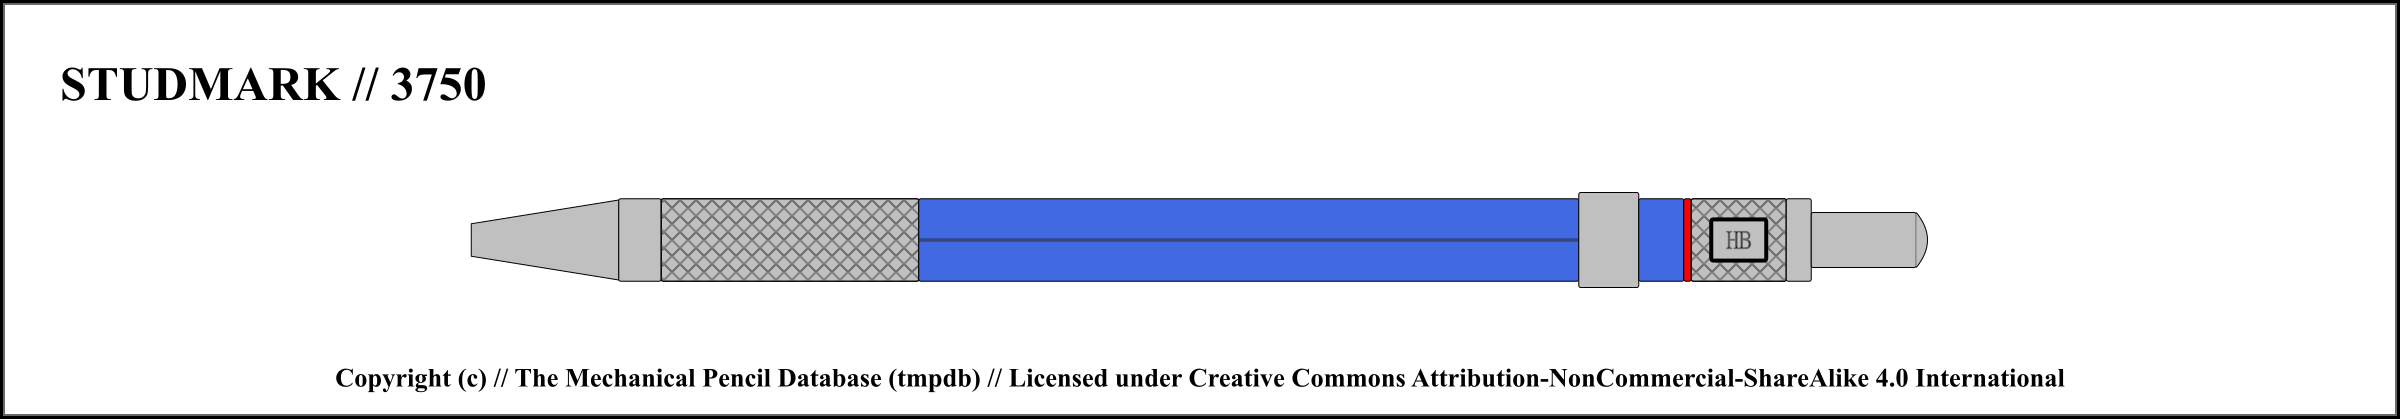 STUDMARK // 3750
HB
Copyright (c) // The Mechanical Pencil Database (tmpdb) // Licensed under Creative Commons Attribution-NonCommercial-ShareAlike 4.0 International